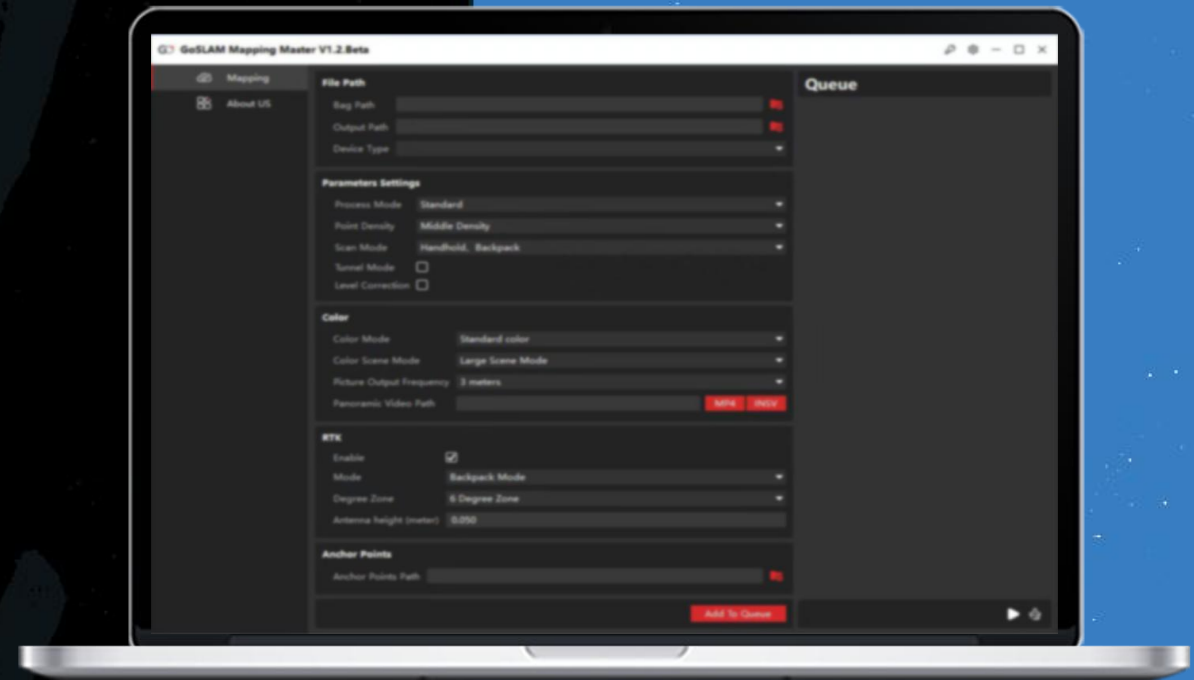 GoSLAM Mapping Master V1.2.Beta
Mapping
About US
File Path
Bag Path
Output Path
Device Type
Parameters Settings
Process Mode Standard
Point Density Middle Density
Scan Mode Handhold、Backpack
Tunnel Mode
Level Correction
Color
Color Mode Standard color
Color Scene Mode Large Scene Mode
Picture Output Frequency 3 meters
Panoramic Video Path MP4 INSV
RTK
Enable
Mode Backpack Mode
Degree Zone 6 Degree Zone
Antenna height (meter) 0.050
Anchor Points
Anchor Points Path
Add To Queue
Queue